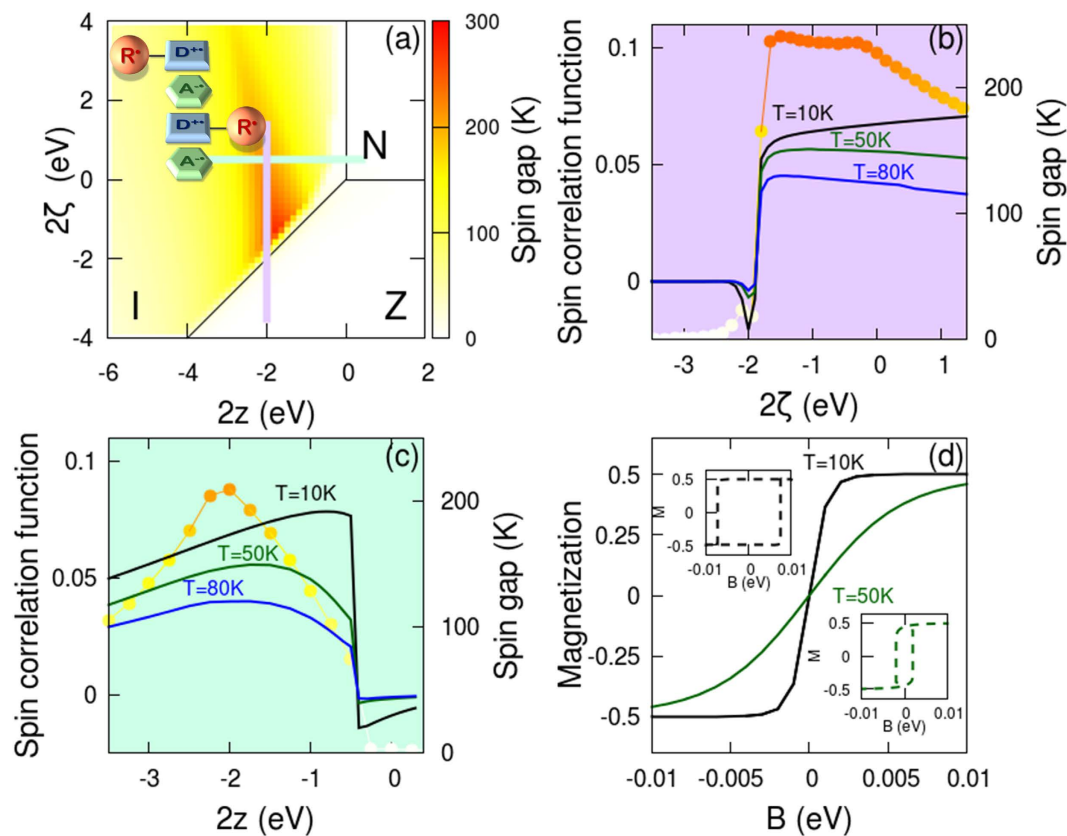 (a)
4
2
0
-2
-4
2ζ (eV)
R•
D+•
A-•
D+•
R•
A-•
N
I
Z
-6
-4
-2
0
2
2z (eV)
300
200
100
0
Spin gap (K)
(b)
0.1
0.05
0
Spin correlation function
T=10K
T=50K
T=80K
-3
-2
-1
0
1
2ζ (eV)
200
100
0
Spin gap (K)
(c)
0.1
0.05
0
Spin correlation function
T=10K
T=50K
T=80K
-3
-2
-1
0
2z (eV)
200
100
0
Spin gap (K)
(d)
0.5
0.25
0
-0.25
-0.5
Magnetization
T=10K
0.5
0
-0.5
M
-0.01
0
0.01
B (eV)
T=50K
0.5
0
-0.5
M
-0.01
0
0.01
B (eV)
-0.01
-0.005
0
0.005
0.01
B (eV)